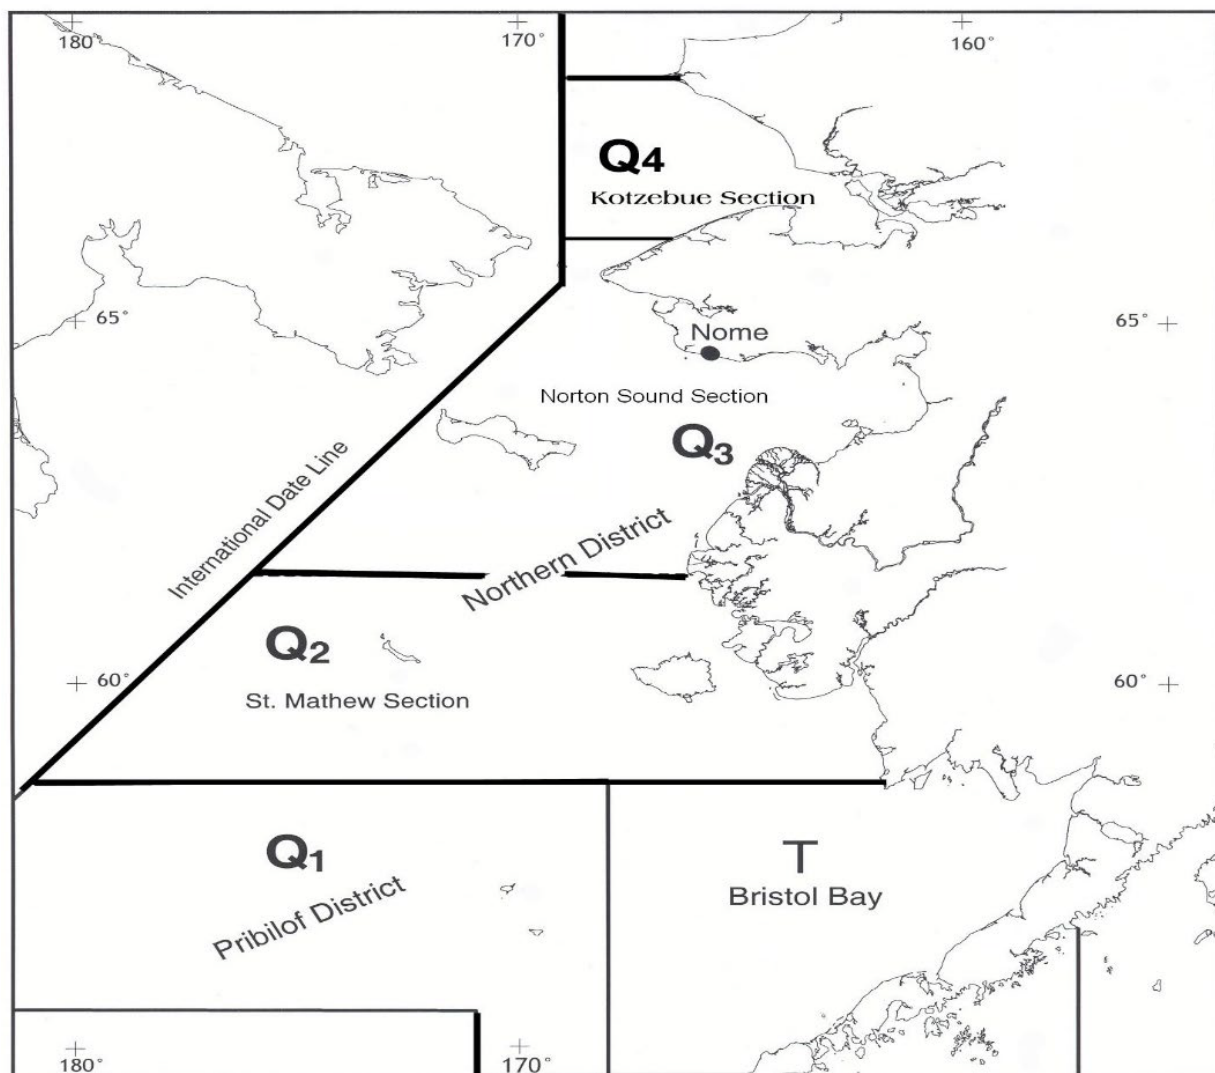 180°
170°
160°
Q4
Kotzebue Section
65°
65°
Nome
Norton Sound Section
Q3
International Date Line
Northern District
Q2
60°
60°
St. Mathew Section
Q1
T
Bristol Bay
Pribilof District
180°
170°